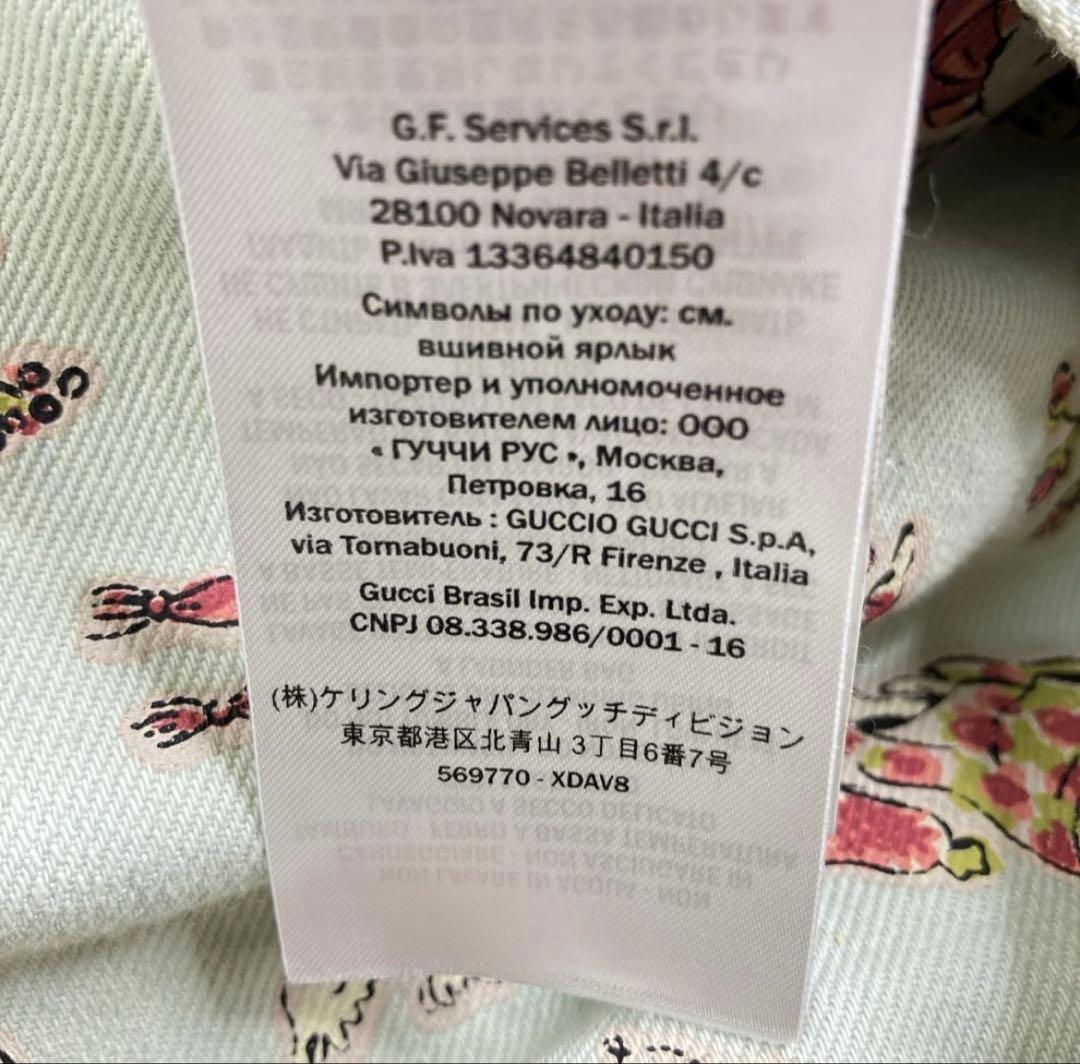 G.F. Services S.r.l.
Via Giuseppe Belletti 4/c
28100 Novara - Italia
P.Iva 13364840150
Символы по уходу: см.
вшивной ярлык
Импортер и уполномоченное
изготовителем лицо: ООО
« ГУЧЧИ РУС », Москва,
Петровка, 16
Изготовитель : GUCCIO GUCCI S.p.A,
via Tornabuoni, 73/R Firenze , Italia
Gucci Brasil Imp. Exp. Ltda.
CNPJ 08.338.986/0001 - 16
(株)ケリングジャパングッチディビジョン
東京都港区北青山 3丁目6番7号
569770 - XDAV8